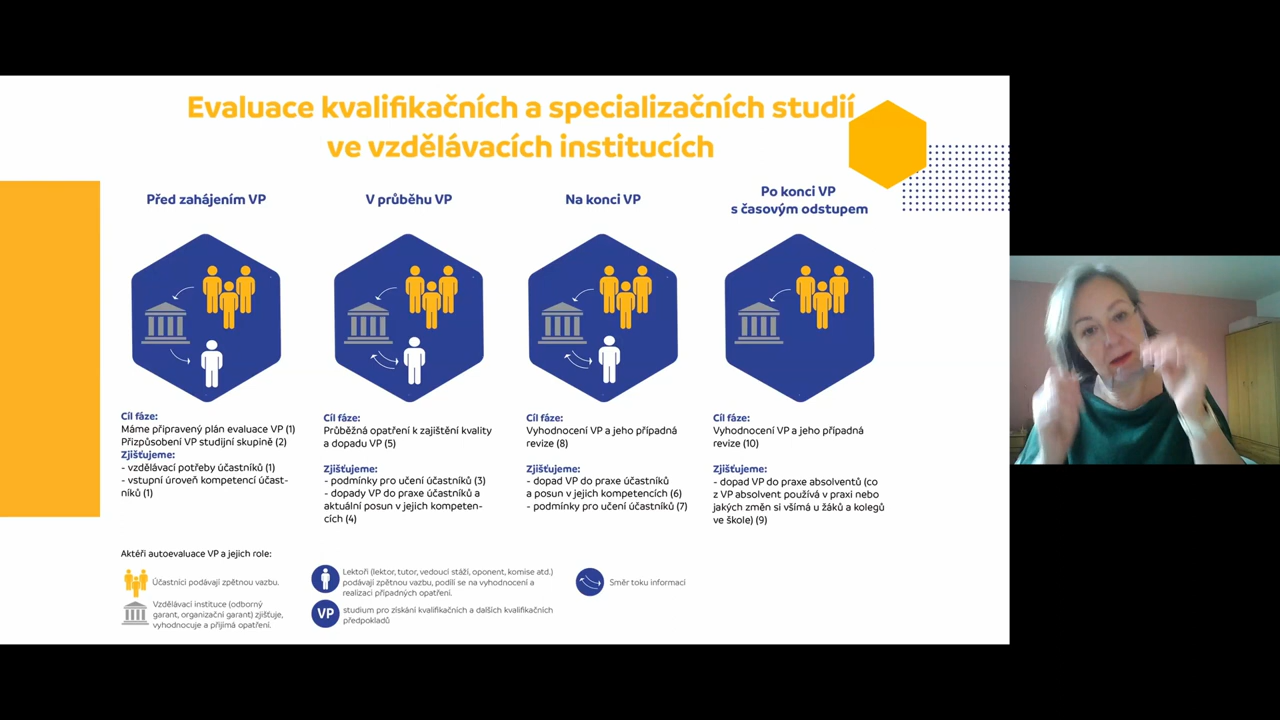 Evaluace kvalifikačních a specializačních studií
ve vzdělávacích institucích
Před zahájením VP
Cíl fáze:
Máme připravený plán evaluace VP (1)
Přizpůsobení VP studijní skupině (2)
Zjišťujeme:
- vzdělávací potřeby účastníků (1)
- vstupní úroveň kompetencí účast-
níků (1)
V průběhu VP
Cíl fáze:
Průběžná opatření k zajištění kvality
a dopadu VP (5)
Zjišťujeme:
- podmínky pro učení účastníků (3)
- dopady VP do praxe účastníků a
aktuální posun v jejich kompeten-
cích (4)
Na konci VP
Cíl fáze:
Vyhodnocení VP a jeho případná
revize (8)
Zjišťujeme:
- dopad VP do praxe účastníků
a posun v jejich kompetencích (6)
- podmínky pro učení účastníků (7)
Po konci VP
s časovým odstupem
Cíl fáze:
Vyhodnocení VP a jeho případná
revize (10)
Zjišťujeme:
- dopad VP do praxe absolventů (co
z VP absolvent používá v praxi nebo
jakých změn si všímá u žáků a kolegů
ve škole) (9)
Aktéři autoevaluace VP a jejich role:
Účastníci podávají zpětnou vazbu.
Vzdělávací instituce (odborný
garant, organizační garant) zjišťuje,
vyhodnocuje a přijímá opatření.
Lektoři (lektor, tutor, vedoucí stáží, oponent, komise atd.)
podávají zpětnou vazbu, podílí se na vyhodnocení a
realizaci případných opatření.
VP
studium pro získání kvalifikačních a dalších kvalifikačních
předpokladů
Směr toku informací